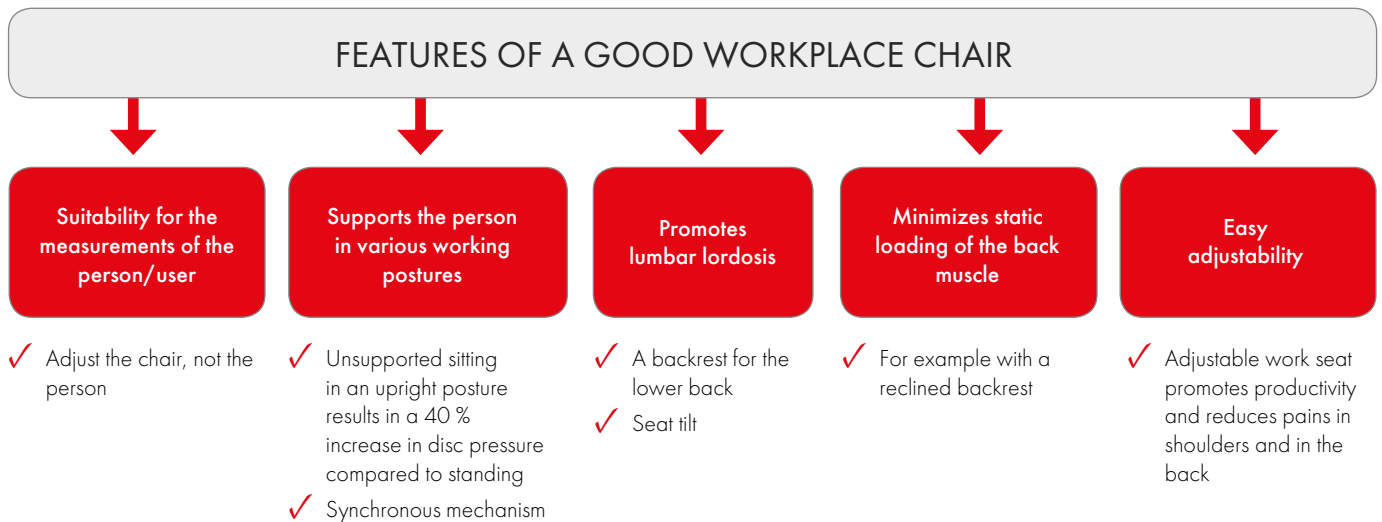 FEATURES OF A GOOD WORKPLACE CHAIR
Suitability for the
measurements of the
person/user
Adjust the chair, not the
person
Supports the person
in various working
postures
Unsupported sitting
in an upright posture
results in a 40 %
increase in disc pressure
compared to standing
Synchronous mechanism
Promotes
lumbar lordosis
A backrest for the
lower back
Seat tilt
Minimizes static
loading of the back
muscle
For example with a
reclined backrest
Easy
adjustability
Adjustable work seat
promotes productivity
and reduces pains in
shoulders and in the
back